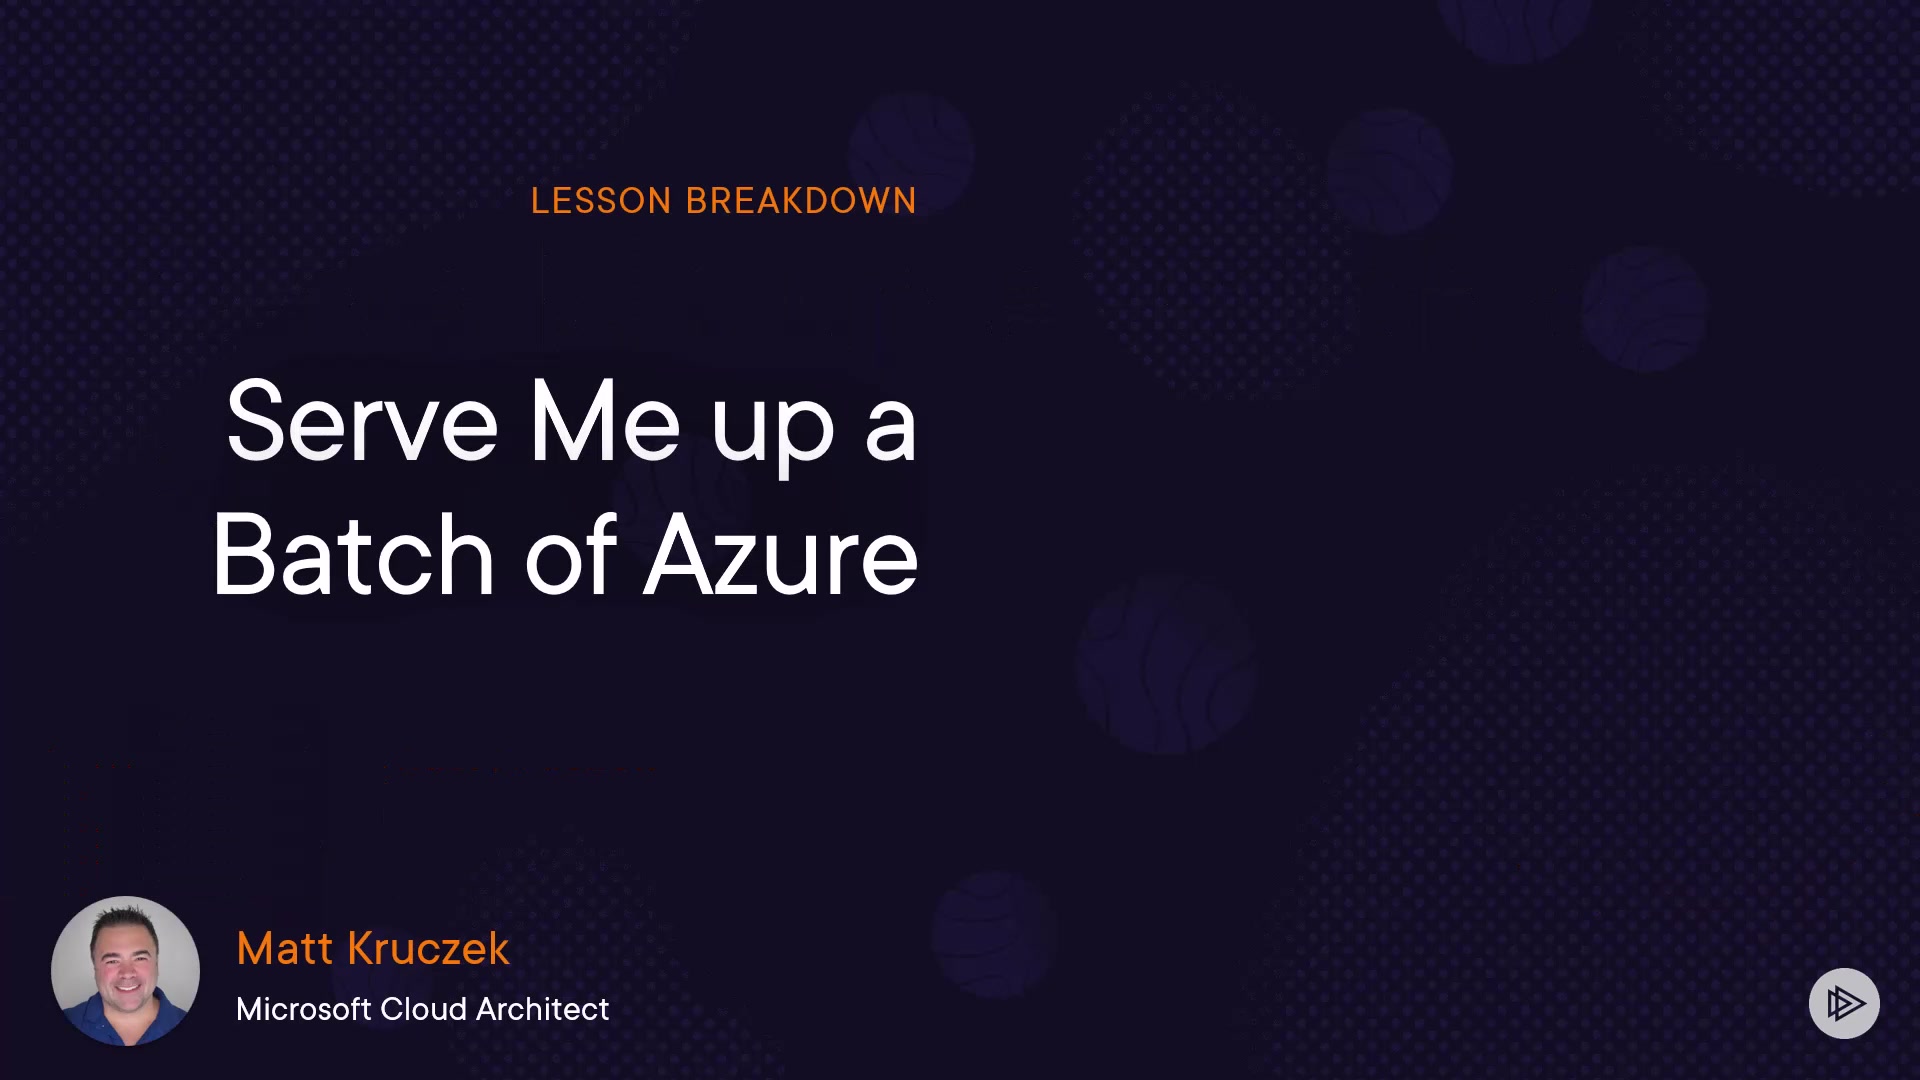 LESSON BREAKDOWN
Serve Me up a
Batch of Azure
Matt Kruczek
Microsoft Cloud Architect